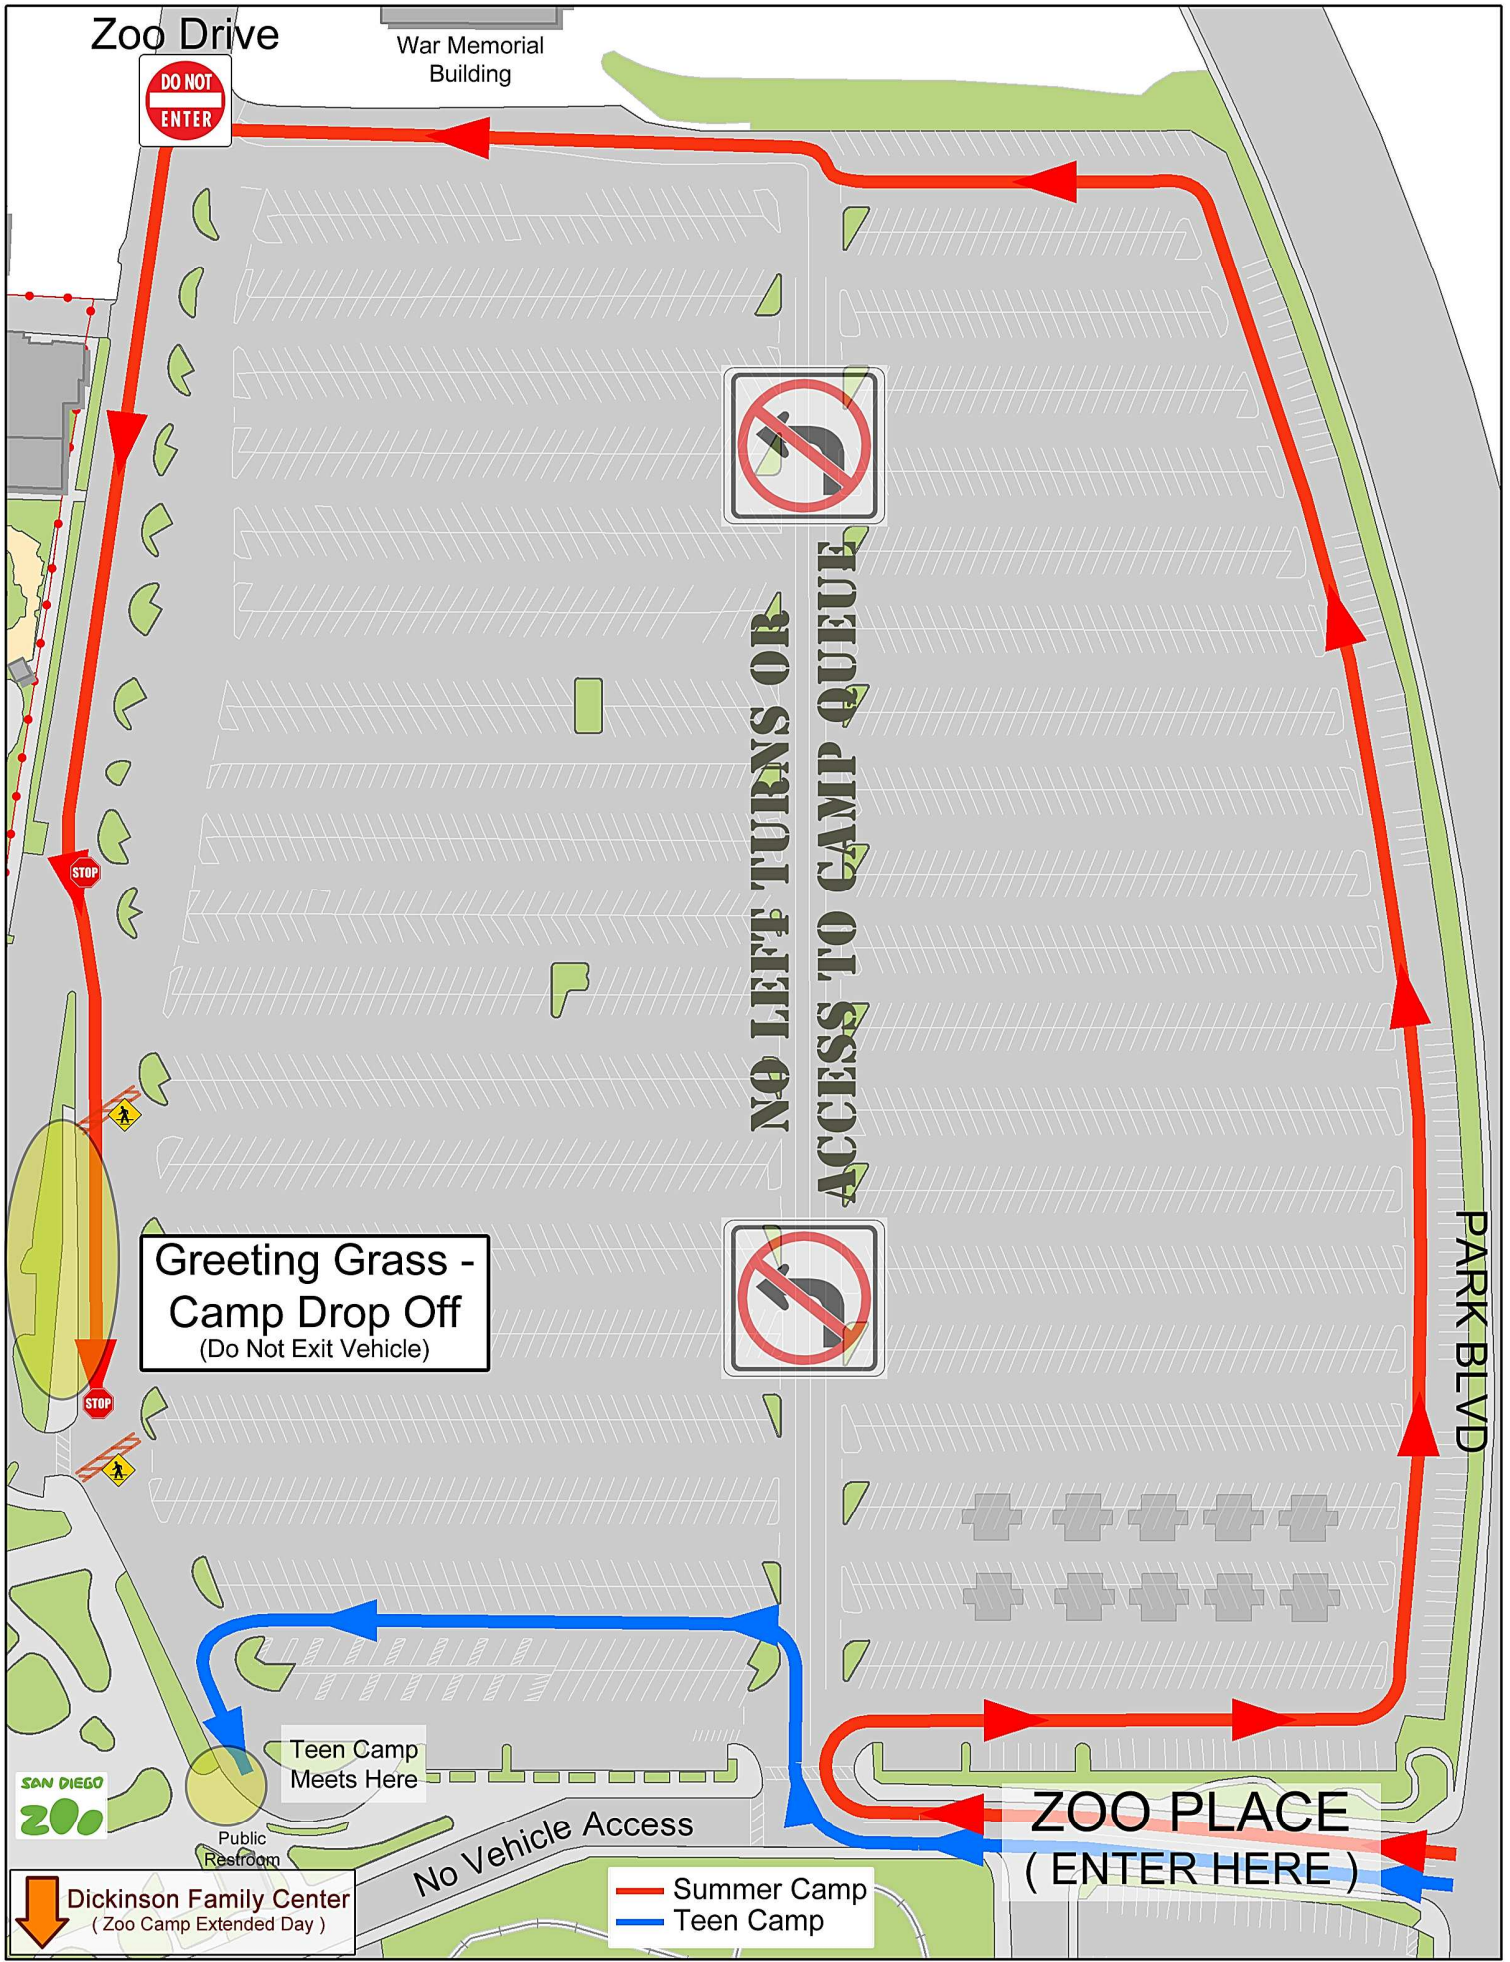 Zoo Drive
War Memorial
Building
DO NOT
ENTER
NO LEFT TURNS OR
ACCESS TO CAMP QUEUE
STOP
Greeting Grass -
Camp Drop Off
(Do Not Exit Vehicle)
STOP
PARK BLVD
Teen Camp
Meets Here
SAN DIEGO
ZOO
Public
Restroom
No Vehicle Access
ZOO PLACE
( ENTER HERE )
Dickinson Family Center
( Zoo Camp Extended Day )
Summer Camp
Teen Camp